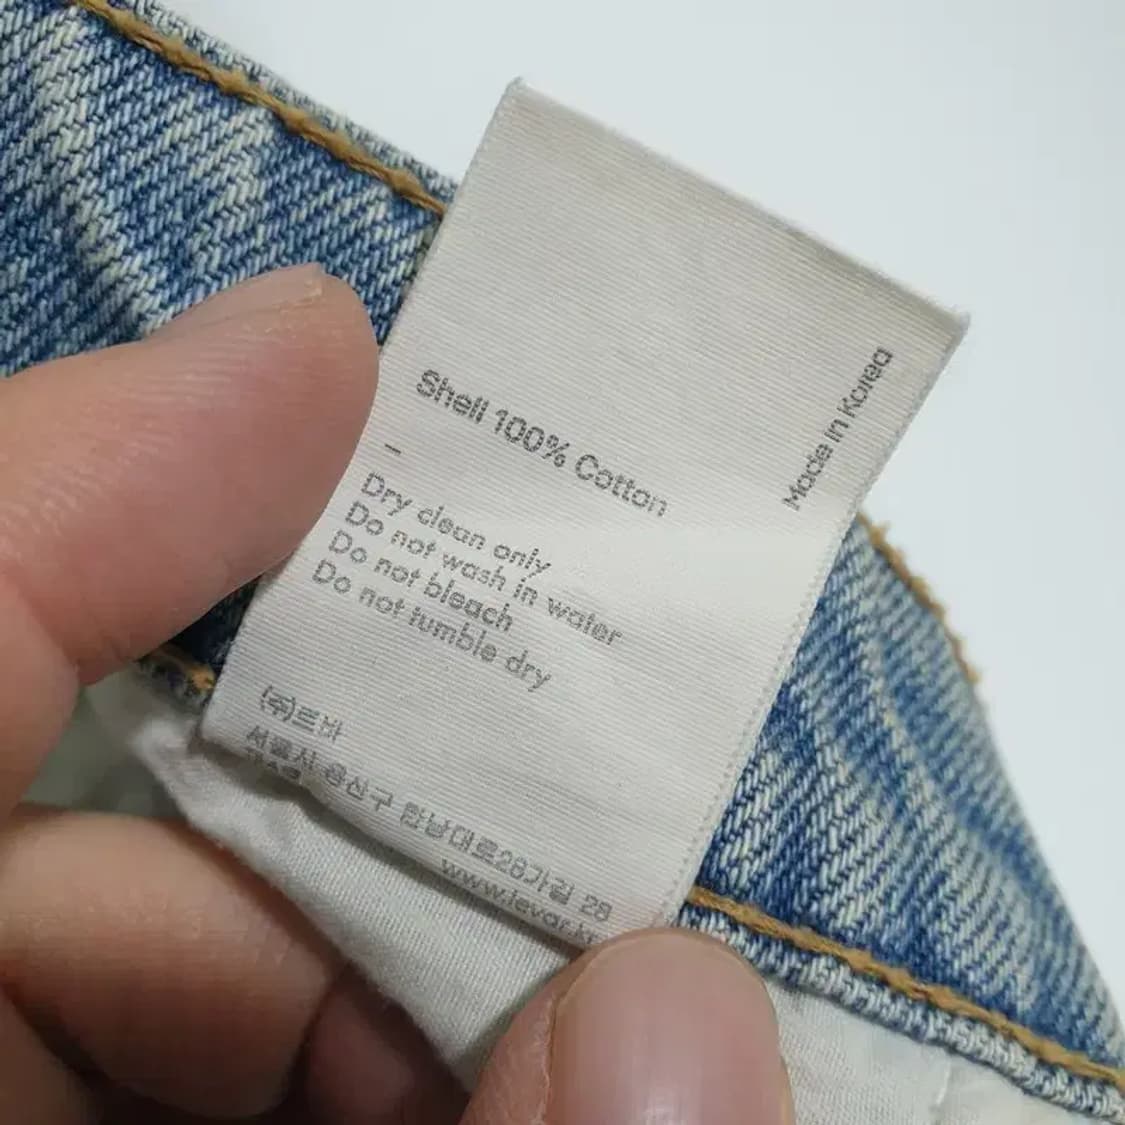 Shell 100% Cotton
–
Dry clean only
Do not wash in water
Do not bleach
Do not tumble dry
Made in Korea
(주)르바
서울시 용산구 한남대로28가길 28
www.levar.